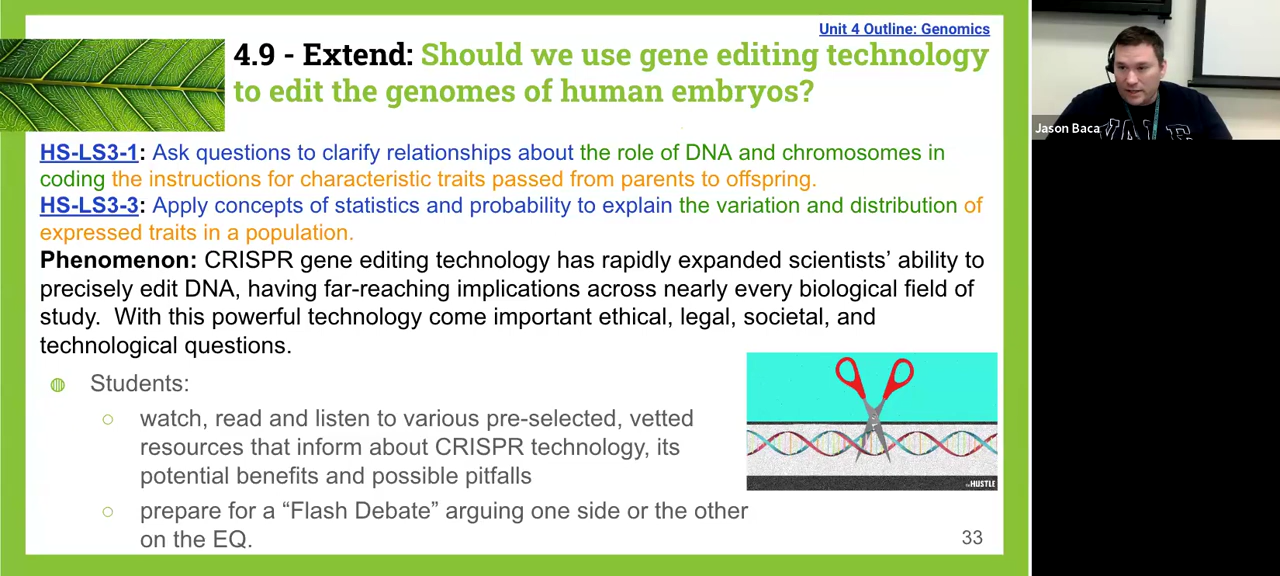 Unit 4 Outline: Genomics
4.9 - Extend: Should we use gene editing technology
to edit the genomes of human embryos?
HS-LS3-1: Ask questions to clarify relationships about the role of DNA and chromosomes in
coding the instructions for characteristic traits passed from parents to offspring.
HS-LS3-3: Apply concepts of statistics and probability to explain the variation and distribution of
expressed traits in a population.
Phenomenon: CRISPR gene editing technology has rapidly expanded scientists’ ability to
precisely edit DNA, having far-reaching implications across nearly every biological field of
study.  With this powerful technology come important ethical, legal, societal, and
technological questions.
Students:
watch, read and listen to various pre-selected, vetted
resources that inform about CRISPR technology, its
potential benefits and possible pitfalls
prepare for a “Flash Debate” arguing one side or the other
on the EQ.
HUSTLE
33
Jason Baca